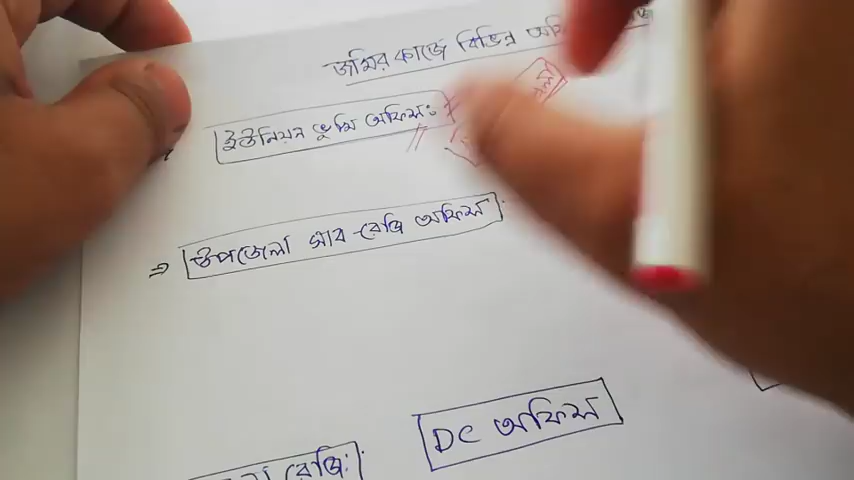 জমির কাজে বিভিন্ন
ইউনিয়ন ভূমি অফিস:
⇒ উপজেলা সাব রেজি অফিস
DC অফিস
রেজি: